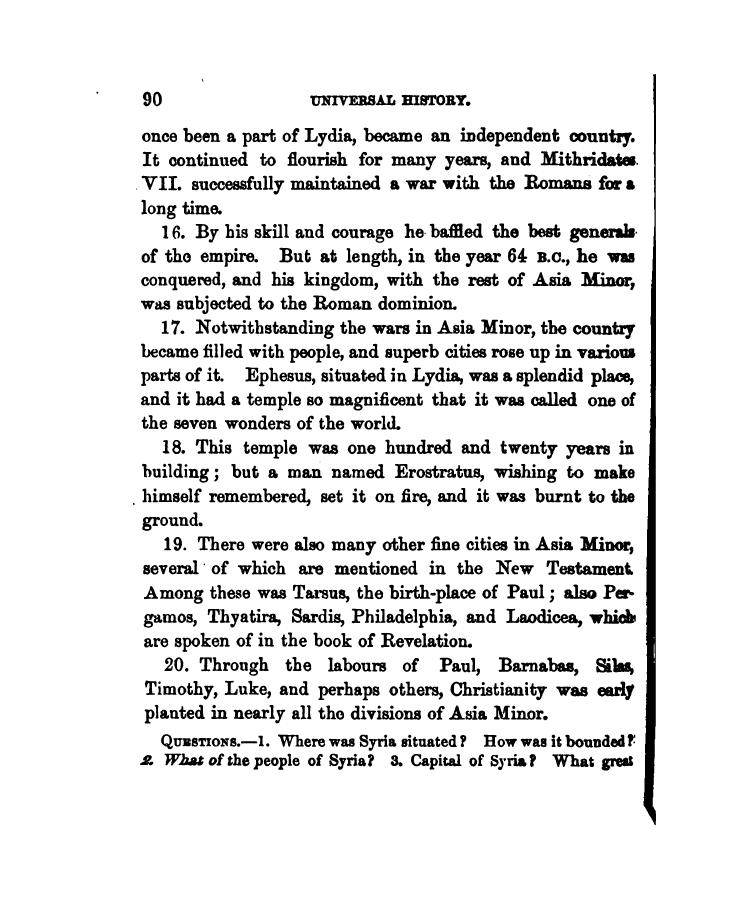 90 UNIVERSAL HISTORY.
once been a part of Lydia, became an independent country.
It continued to flourish for many years, and Mithridates
VII. successfully maintained a war with the Romans for a
long time.
16. By his skill and courage he baffled the best generals
of the empire. But at length, in the year 64 B.C., he was
conquered, and his kingdom, with the rest of Asia Minor,
was subjected to the Roman dominion.
17. Notwithstanding the wars in Asia Minor, the country
became filled with people, and superb cities rose up in various
parts of it. Ephesus, situated in Lydia, was a splendid place,
and it had a temple so magnificent that it was called one of
the seven wonders of the world.
18. This temple was one hundred and twenty years in
building; but a man named Erostratus, wishing to make
himself remembered, set it on fire, and it was burnt to the
ground.
19. There were also many other fine cities in Asia Minor,
several of which are mentioned in the New Testament.
Among these was Tarsus, the birth-place of Paul; also Per-
gamos, Thyatira, Sardis, Philadelphia, and Laodicea, which
are spoken of in the book of Revelation.
20. Through the labours of Paul, Barnabas, Silas,
Timothy, Luke, and perhaps others, Christianity was early
planted in nearly all the divisions of Asia Minor.
QUESTIONS.—1. Where was Syria situated? How was it bounded?
2. What of the people of Syria? 3. Capital of Syria? What great